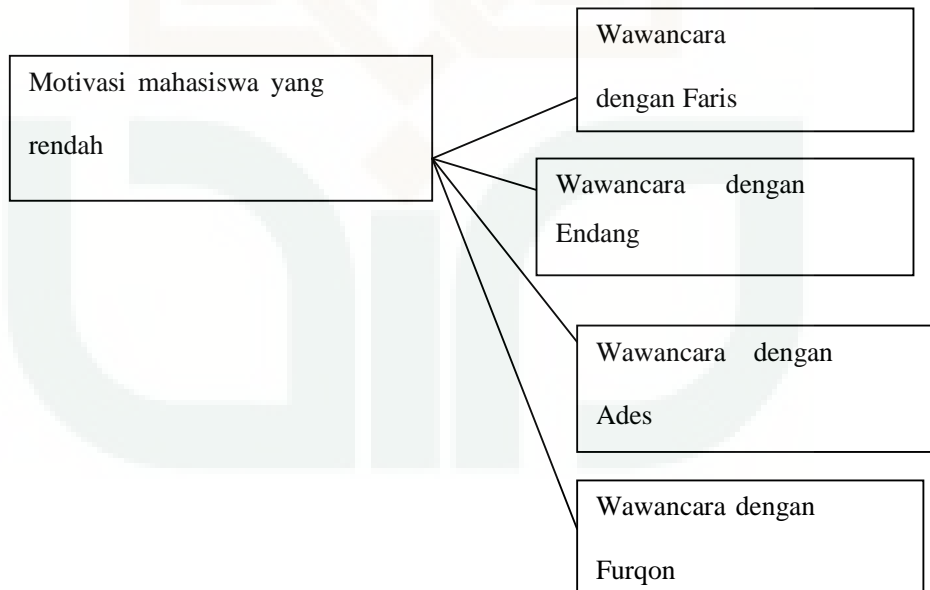 Motivasi mahasiswa yang
rendah
Wawancara
dengan Faris
Wawancara dengan
Endang
Wawancara dengan
Ades
Wawancara dengan
Furqon